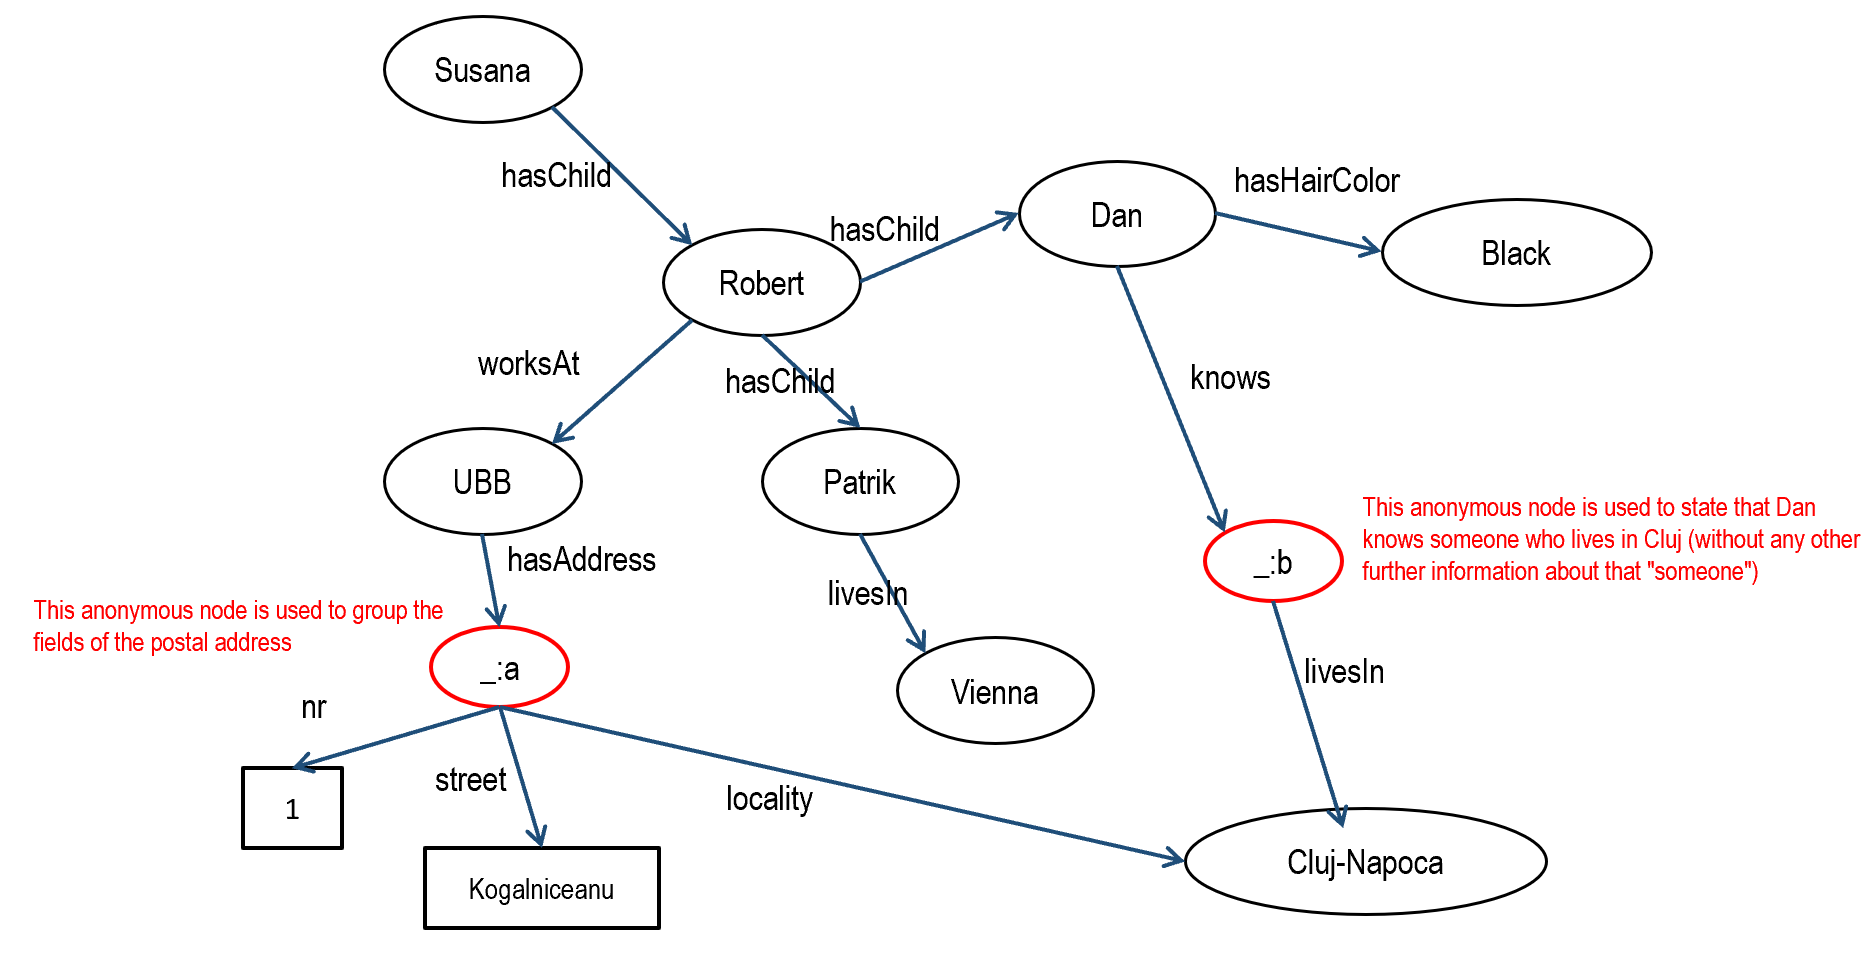 Susana
hasChild
hasChild
Dan
hasHairColor
Black
Robert
worksAt
hasChild
knows
UBB
Patrik
This anonymous node is used to state that Dan
knows someone who lives in Cluj (without any other
further information about that "someone")
hasAddress
_:b
livesIn
This anonymous node is used to group the
fields of the postal address
_:a
livesIn
Vienna
nr
street
locality
1
Kogalniceanu
Cluj-Napoca